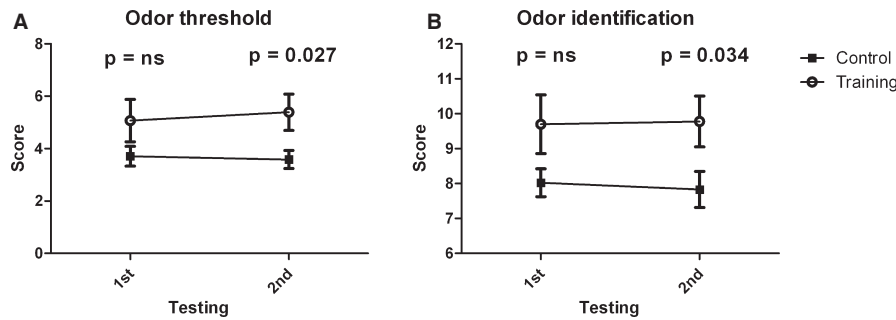 A
Odor threshold
8
6
4
2
0
Score
p = ns
p = 0.027
1st
2nd
Testing
B
Odor identification
12
11
10
9
8
7
6
Score
p = ns
p = 0.034
1st
2nd
Testing
Control
Training